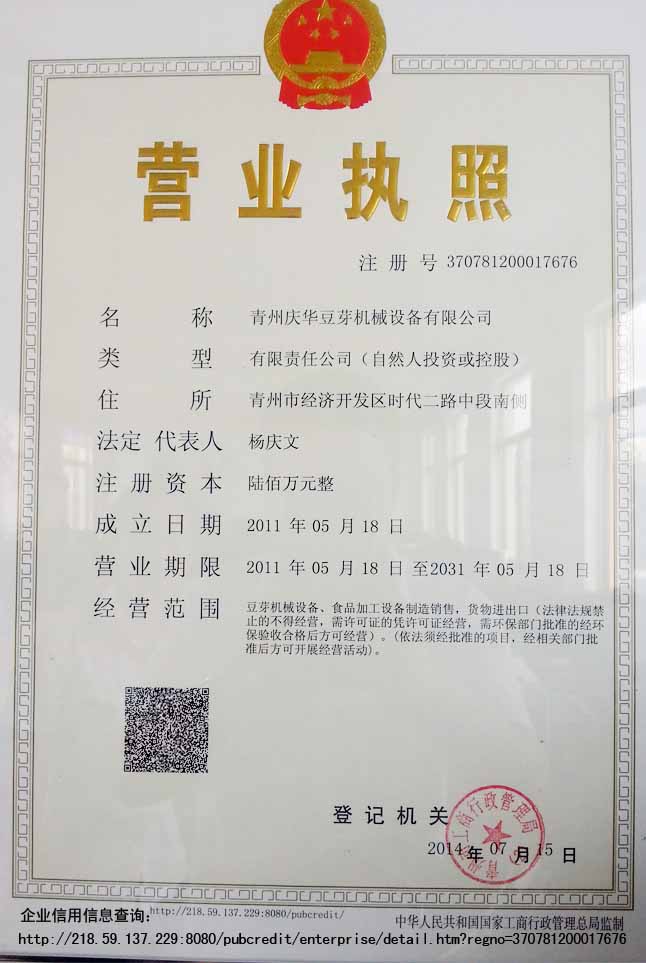 营业执照
注册号 370781200017676
名称 青州庆华豆芽机械设备有限公司
类型 有限责任公司（自然人投资或控股）
住所 青州市经济开发区时代二路中段南侧
法定代表人 杨庆文
注册资本 陆佰万元整
成立日期 2011 年 05 月 18 日
营业期限 2011 年 05 月 18 日 至2031 年 05 月 18 日
经营范围 豆芽机械设备、食品加工设备制造销售，货物进出口（法律法规禁
止的不得经营，需许可证的凭许可证经营，需环保部门批准的经环
保验收合格后方可经营）。(依法须经批准的项目，经相关部门批
准后方可开展经营活动)。
登记机关
工商行政管理局
2014 年 07 月 15 日
企业信用信息查询: http://218.59.137.229:8080/pubcredit/
中华人民共和国国家工商行政管理总局监制
http://218.59.137.229:8080/pubcredit/enterprise/detail.htm?regno=370781200017676